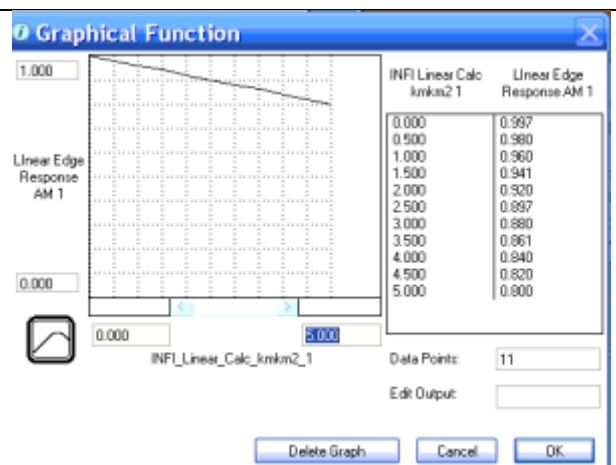 Graphical Function
1.000
LInear Edge
Response
AM 1
0.000
0.000
5.000
INFI_Linear_Calc_kmkm2_1
INFI Linear Calc
kmkm2 1
LInear Edge
Response AM 1
0.000 0.997
0.500 0.980
1.000 0.960
1.500 0.941
2.000 0.920
2.500 0.897
3.000 0.880
3.500 0.861
4.000 0.840
4.500 0.820
5.000 0.800
Data Points: 11
Edit Output:
Delete Graph
Cancel
OK